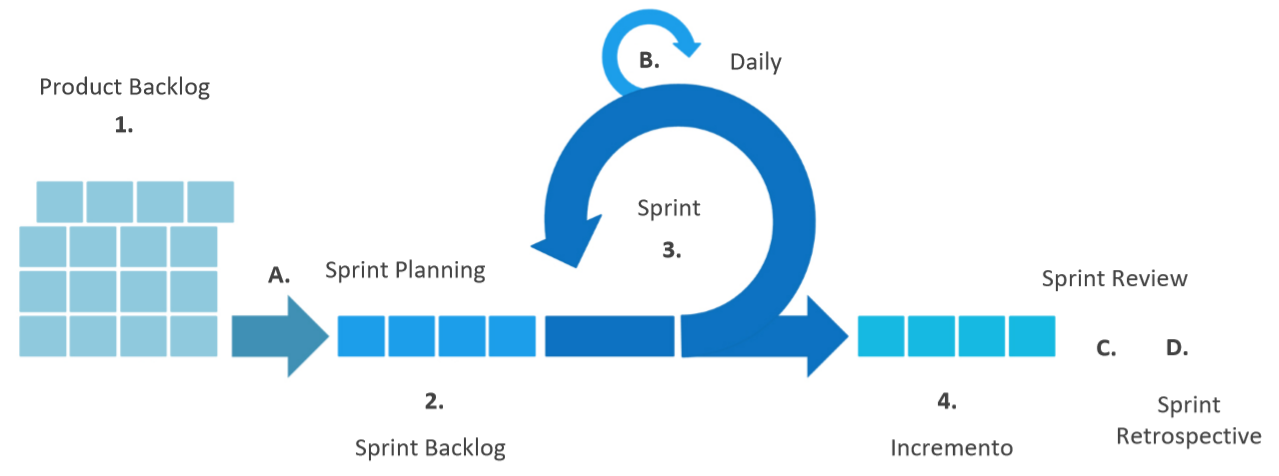 Product Backlog
1.
A.
Sprint Planning
2.
Sprint Backlog
B.
Daily
Sprint
3.
4.
Incremento
Sprint Review
C.
D.
Sprint
Retrospective